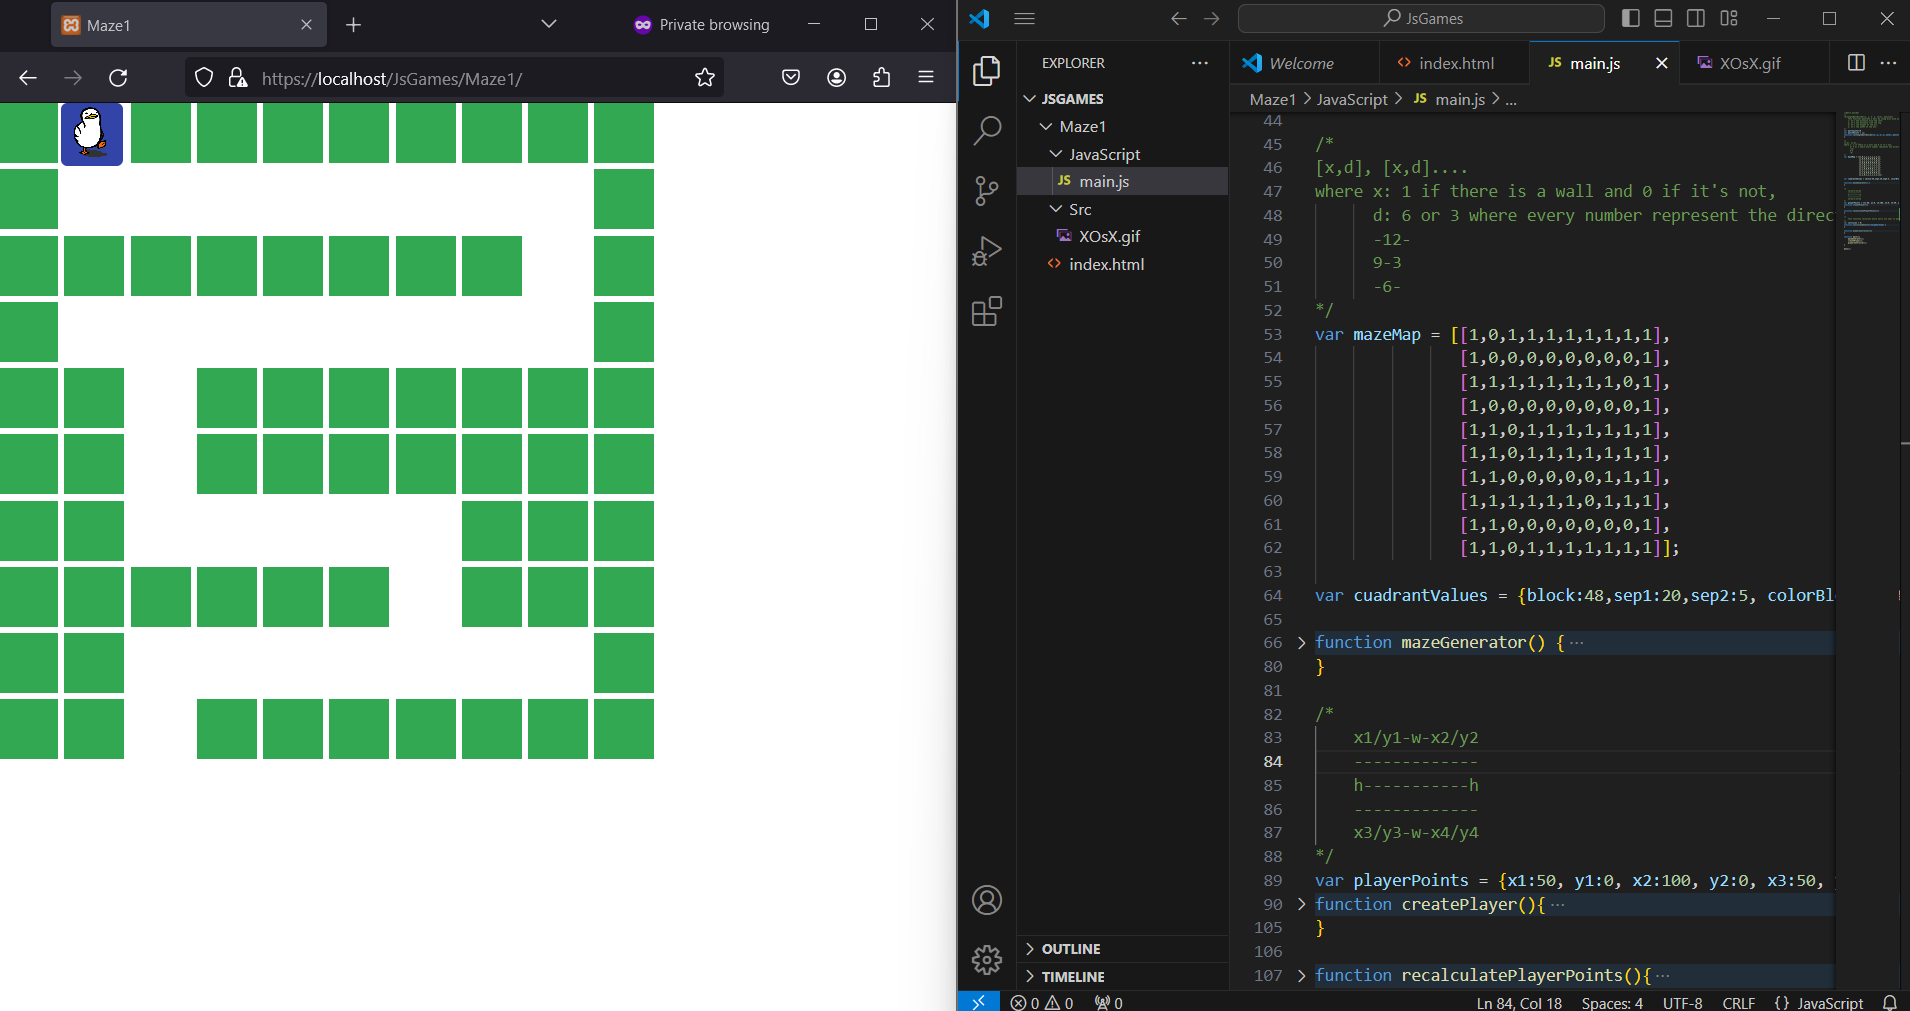 Maze1
Private browsing
https://localhost/JsGames/Maze1/
JsGames
EXPLORER
JSGAMES
Maze1
JavaScript
JS main.js
Src
XOsX.gif
index.html
OUTLINE
TIMELINE
Welcome
index.html
JS main.js
XOsX.gif
Maze1 > JavaScript > JS main.js > ...
44
45 /*
46 [x,d], [x,d]....
47 where x: 1 if there is a wall and 0 if it's not,
48 d: 6 or 3 where every number represent the direc
49 -12-
50 9-3
51 -6-
52 */
53 var mazeMap = [[1,0,1,1,1,1,1,1,1,1],
54 [1,0,0,0,0,0,0,0,0,1],
55 [1,1,1,1,1,1,1,1,0,1],
56 [1,0,0,0,0,0,0,0,0,1],
57 [1,1,0,1,1,1,1,1,1,1],
58 [1,1,0,1,1,1,1,1,1,1],
59 [1,1,0,0,0,0,0,1,1,1],
60 [1,1,1,1,1,1,0,1,1,1],
61 [1,1,0,0,0,0,0,0,0,1],
62 [1,1,0,1,1,1,1,1,1,1]];
63
64 var cuadrantValues = {block:48,sep1:20,sep2:5, colorBl
65
66 function mazeGenerator() { ...
80 }
81
82 /*
83 x1/y1-w-x2/y2
84 -------------
85 h-----------h
86 -------------
87 x3/y3-w-x4/y4
88 */
89 var playerPoints = {x1:50, y1:0, x2:100, y2:0, x3:50,
90 function createPlayer(){ ...
105 }
106
107 function recalculatePlayerPoints(){ ...
0 0 0
Ln 84, Col 18 Spaces: 4 UTF-8 CRLF {} JavaScript